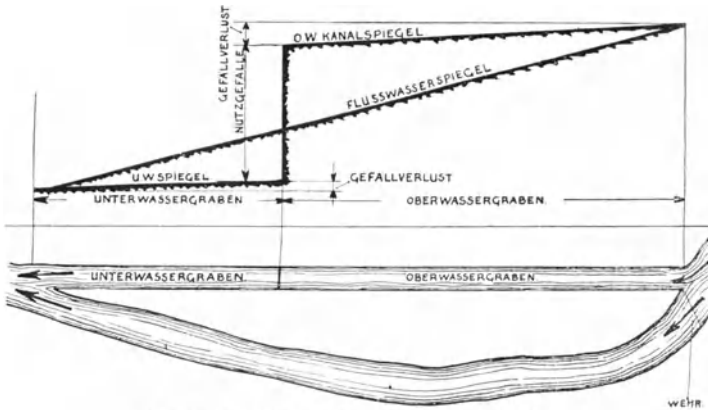 GEFÄLLVERLUST
O.W. KANALSPIEGEL
NUTZGEFÄLLE
FLUSSWASSERSPIEGEL
U.W SPIEGEL
GEFÄLLVERLUST
UNTERWASSERGRABEN
OBERWASSERGRABEN.
UNTERWASSERGRABEN.
OBERWASSERGRABEN
WEHR.